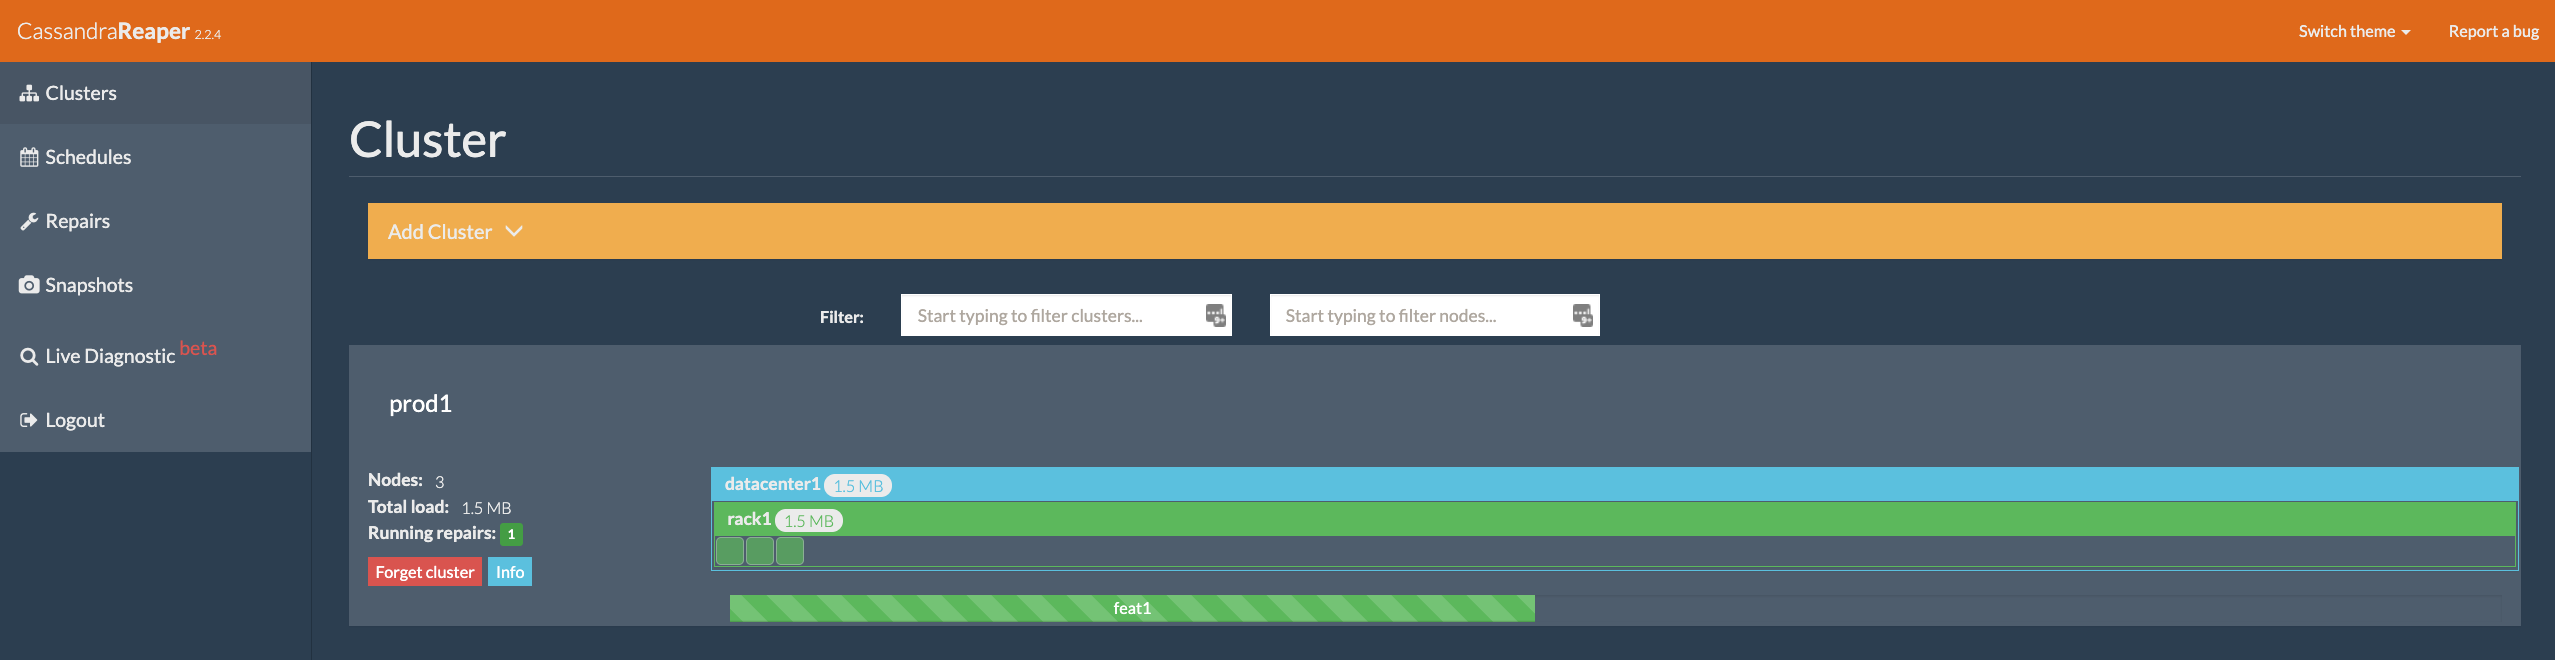 CassandraReaper 2.2.4
Switch theme
Report a bug
Clusters
Schedules
Repairs
Snapshots
Live Diagnostic beta
Logout
Cluster
Add Cluster
Filter:
Start typing to filter clusters...
Start typing to filter nodes...
prod1
Nodes: 3
Total load: 1.5 MB
Running repairs: 1
Forget cluster
Info
datacenter1 1.5 MB
rack1 1.5 MB
feat1